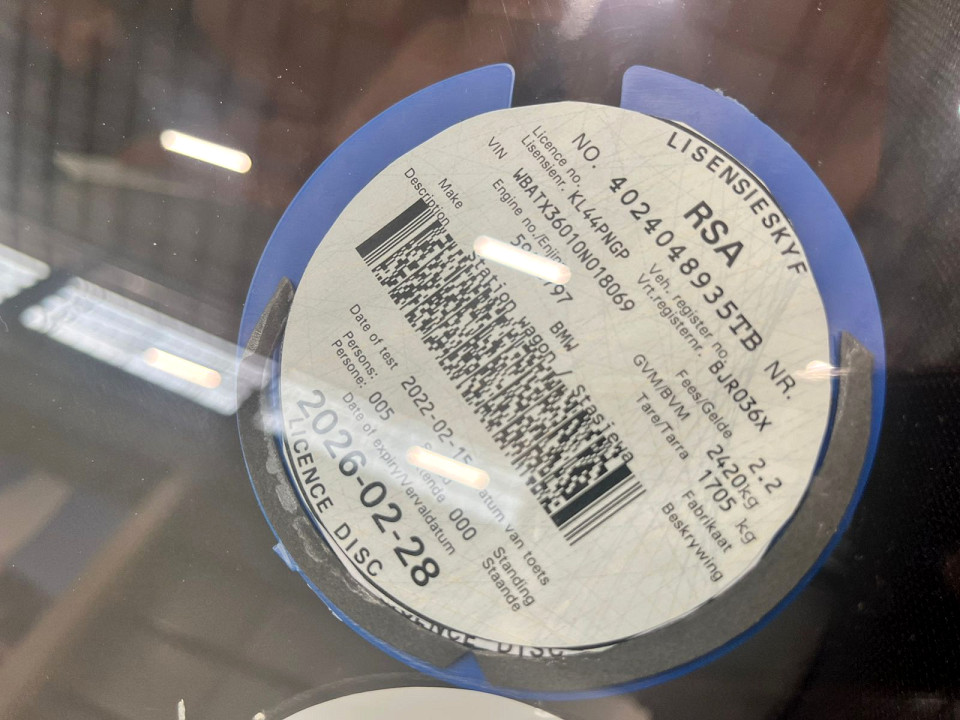 LISENSIESKYF
RSA
NO. 4024048935TB NR.
Licence no.
Lisensienr. KL44PNGP
Veh. register no.
Vrt.registernr. BJR036X
VIN WBATX36010N018069
Fees/Gelde 2.2
Engine no./Enjin
GVM/BVM 2420kg
Tare/Tarra 1705 kg
Make BMW Fabrikaat
Description Station wagon / Stasiewa Beskrywing
Date of test 2022-02-15 atum van toets
Persons: 005 000 Standing
Persone: Staande
Date of expiry/Vervaldatum
2026-02-28
LICENCE DISC
DISC